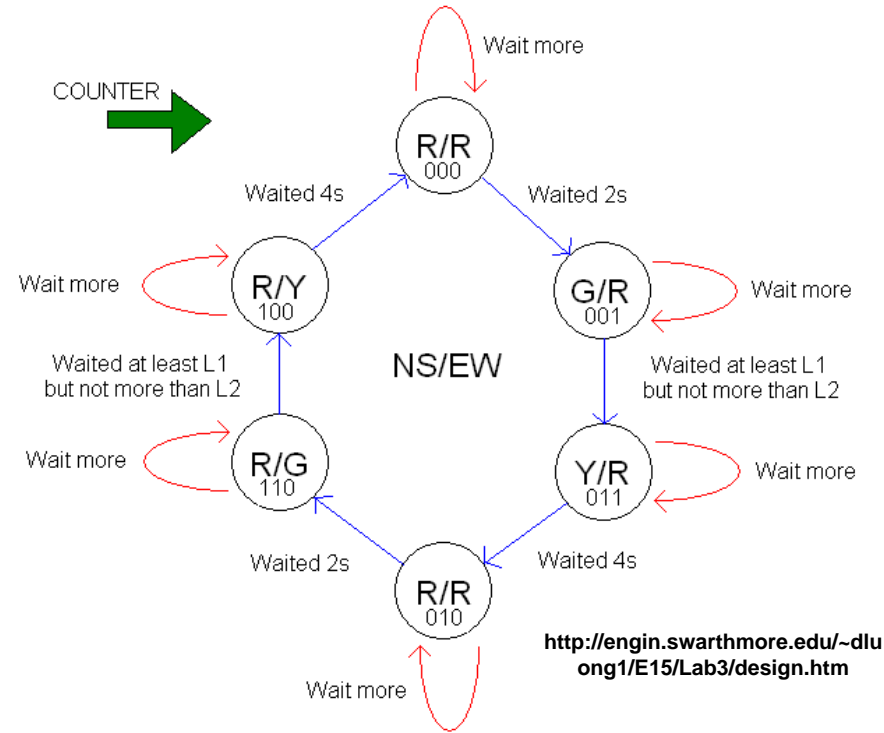 Wait more
COUNTER
R/R
000
Waited 4s
Waited 2s
Wait more
R/Y
100
G/R
001
Wait more
Waited at least L1
but not more than L2
NS/EW
Waited at least L1
but not more than L2
Wait more
R/G
110
Y/R
011
Wait more
Waited 2s
R/R
010
Waited 4s
Wait more
http://engin.swarthmore.edu/~dlu
ong1/E15/Lab3/design.htm